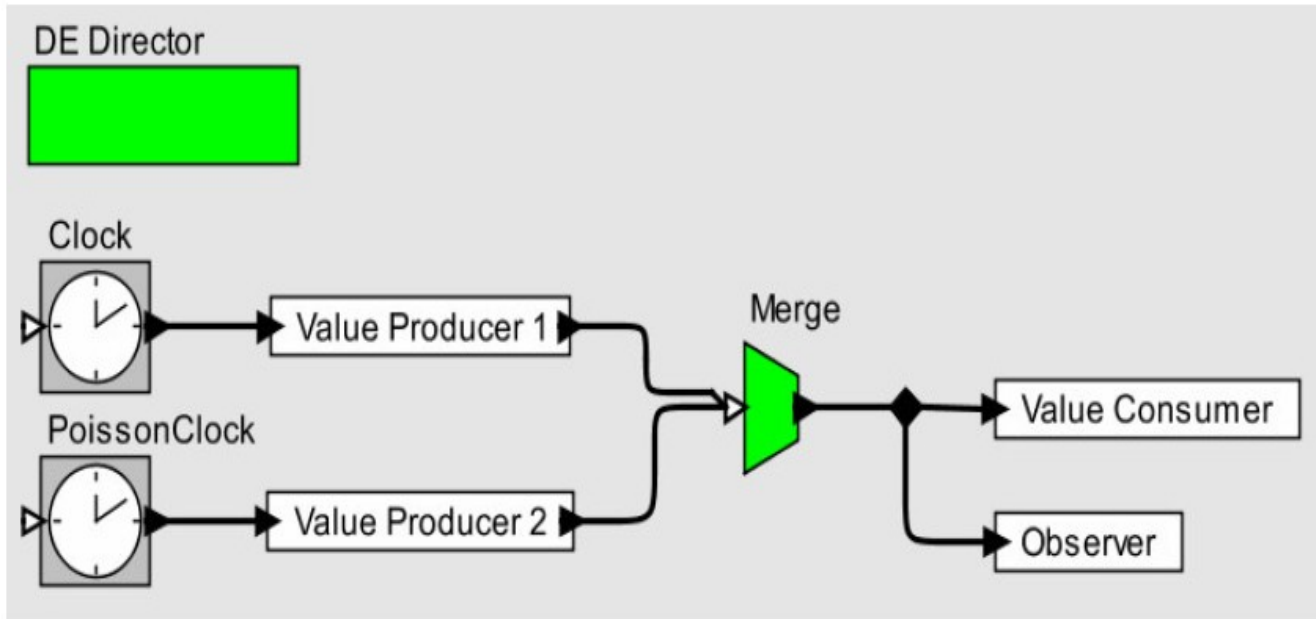 DE Director
Clock
Value Producer 1
Merge
PoissonClock
Value Producer 2
Value Consumer
Observer